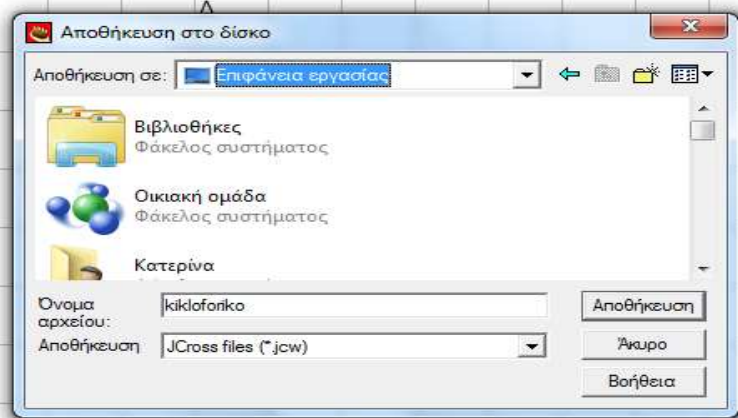 Αποθήκευση στο δίσκο
Αποθήκευση σε: Επιφάνεια εργασίας
Βιβλιοθήκες
Φάκελος συστήματος
Οικιακή ομάδα
Φάκελος συστήματος
Κατερίνα
Όνομα αρχείου: kikloforiko Αποθήκευση
Αποθήκευση JCross files (*.jcw) Άκυρο
Βοήθεια